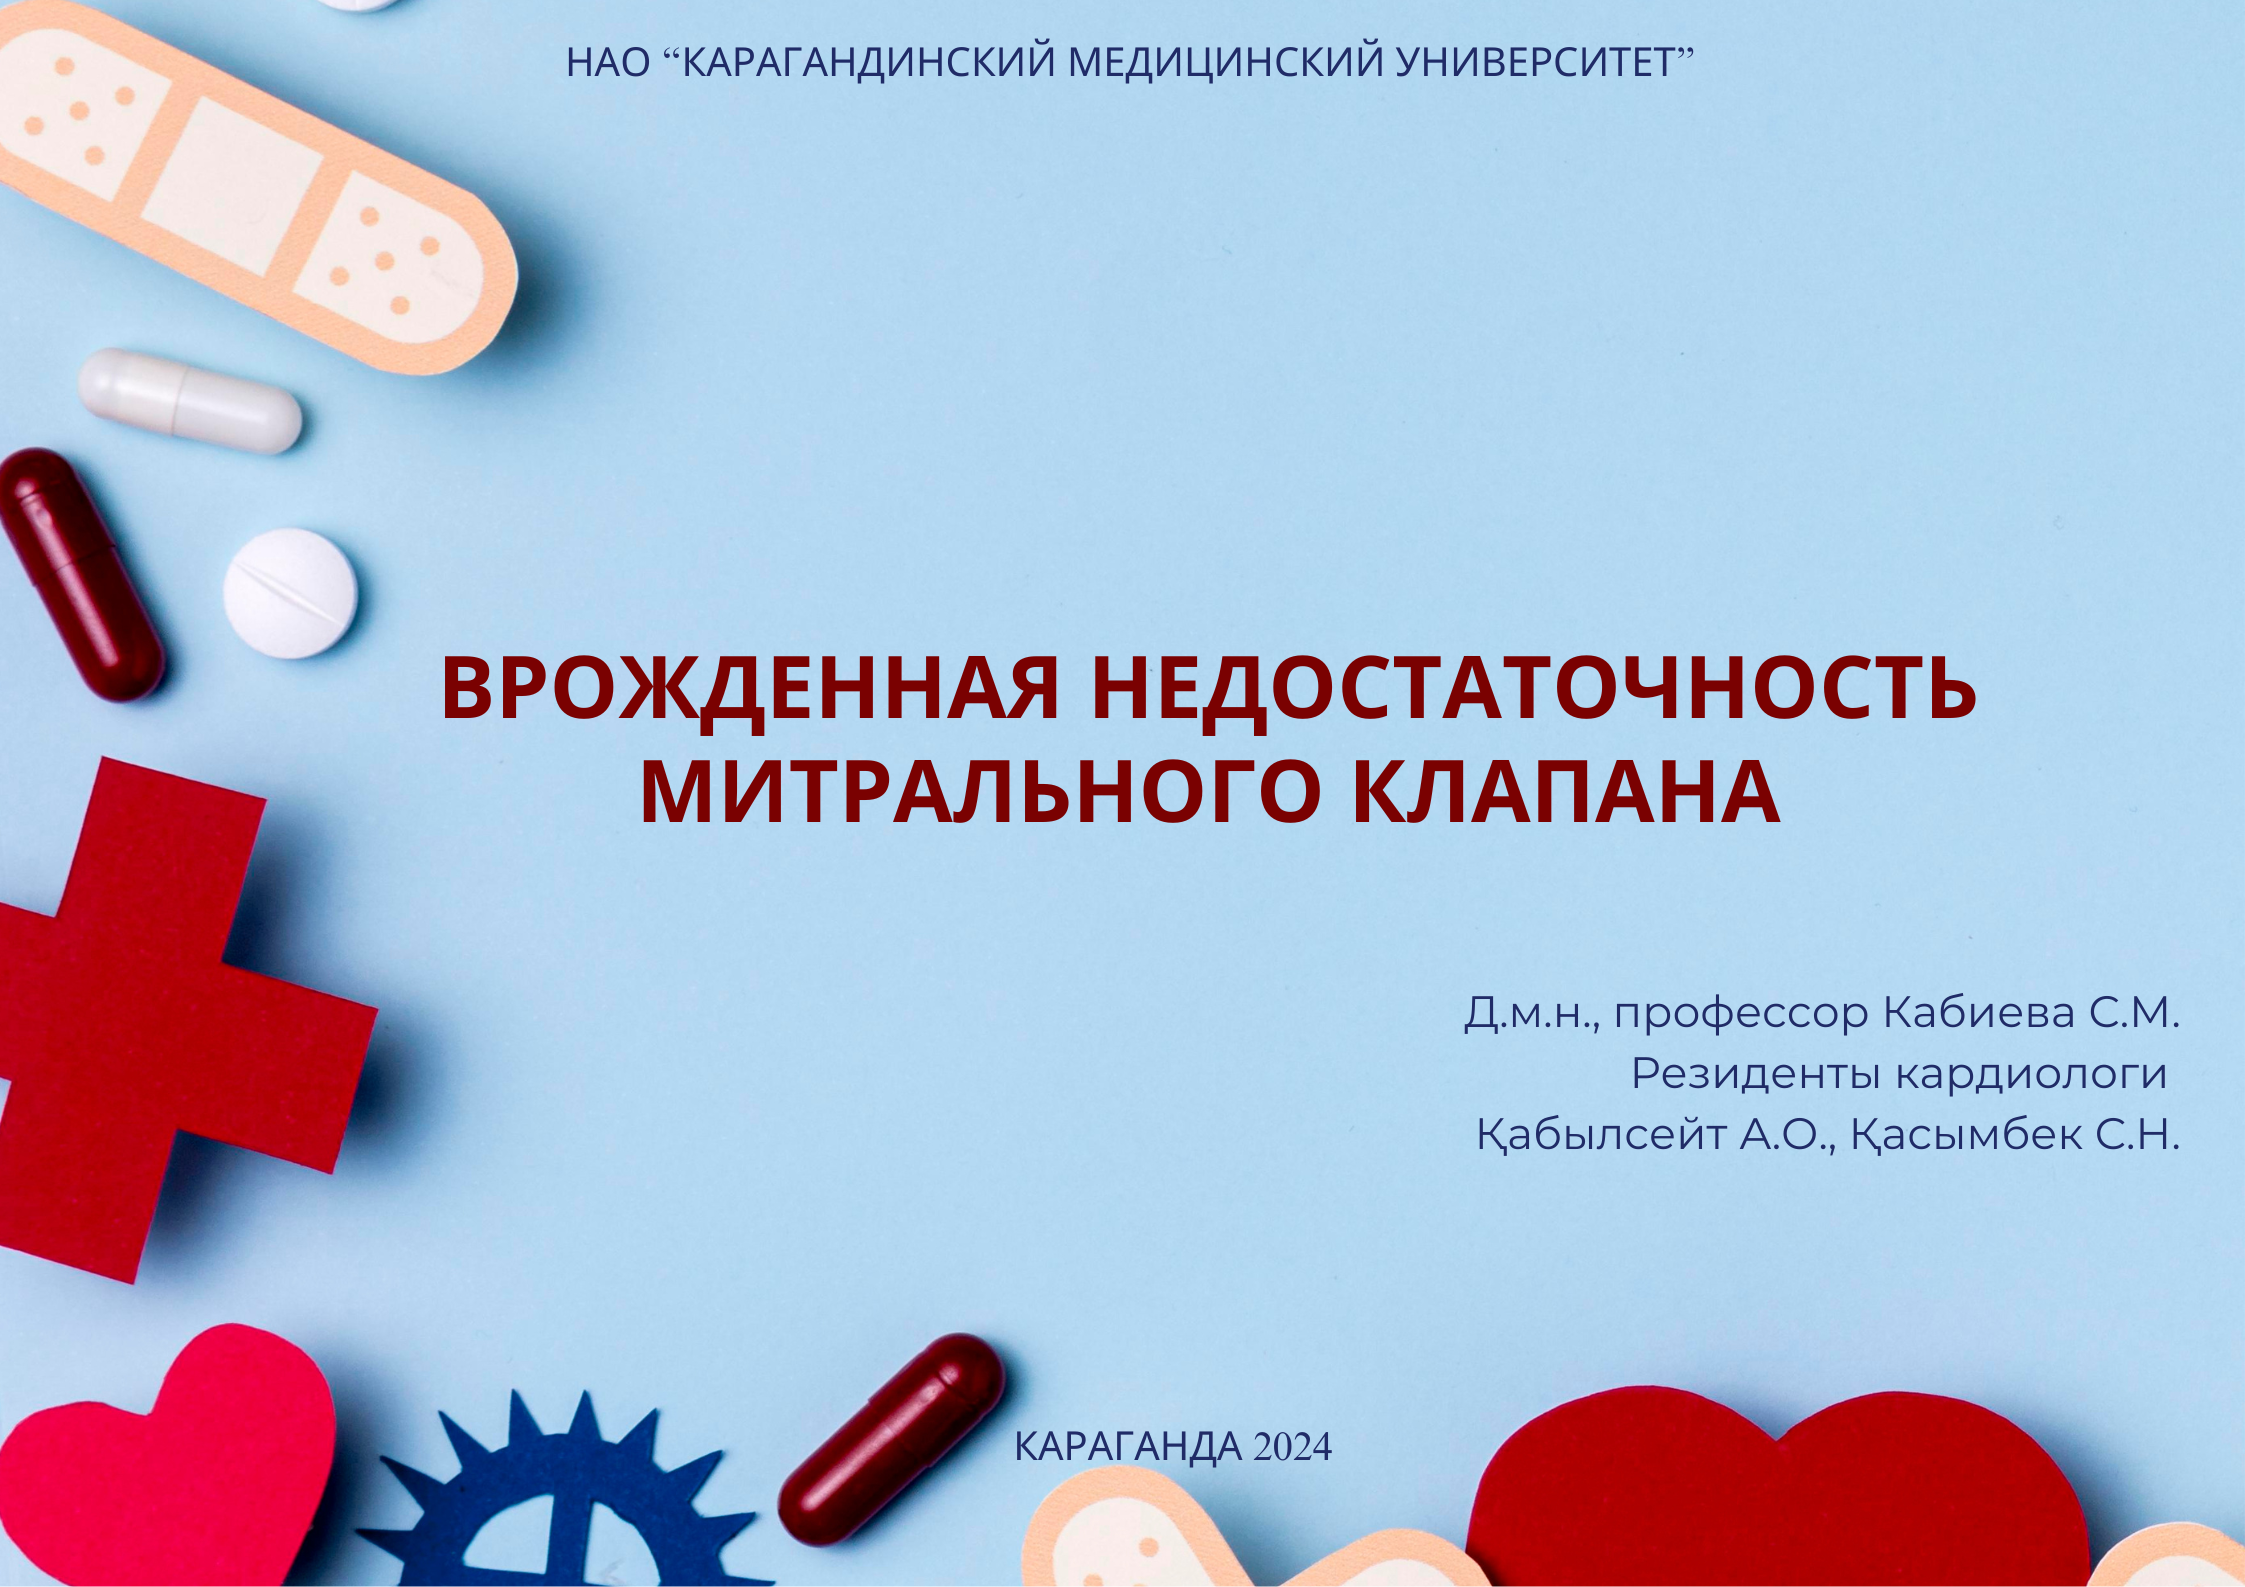 НАО “КАРАГАНДИНСКИЙ МЕДИЦИНСКИЙ УНИВЕРСИТЕТ”
ВРОЖДЕННАЯ НЕДОСТАТОЧНОСТЬ
МИТРАЛЬНОГО КЛАПАНА
Д.м.н., профессор Кабиева С.М.
Резиденты кардиологи
Қабылсейт А.О., Қасымбек С.Н.
КАРАГАНДА 2024